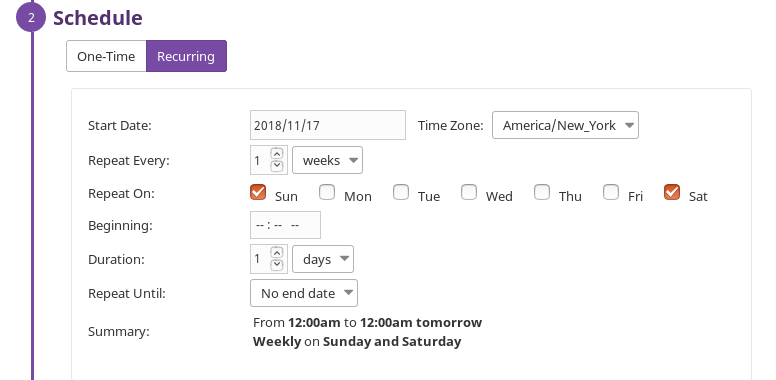 2 Schedule
One-Time Recurring
Start Date: 2018/11/17 Time Zone: America/New_York
Repeat Every: 1 weeks
Repeat On: Sun Mon Tue Wed Thu Fri Sat
Beginning: -- : -- --
Duration: 1 days
Repeat Until: No end date
Summary: From 12:00am to 12:00am tomorrow
Weekly on Sunday and Saturday